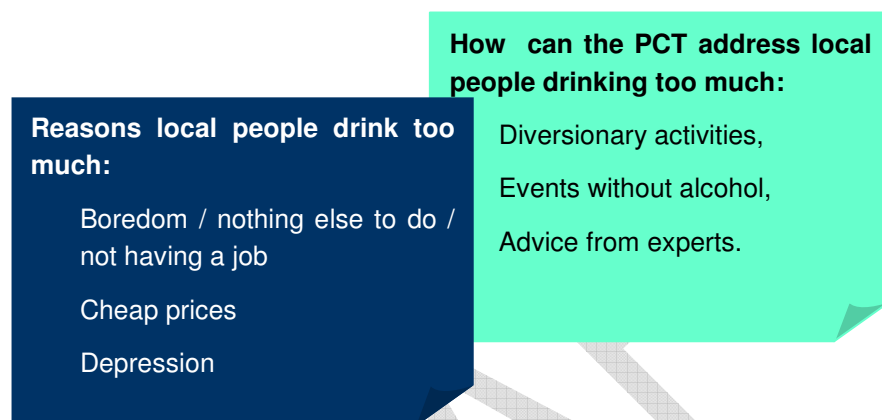 How can the PCT address local
people drinking too much:
Diversionary activities,
Events without alcohol,
Advice from experts.
Reasons local people drink too
much:
Boredom / nothing else to do /
not having a job
Cheap prices
Depression